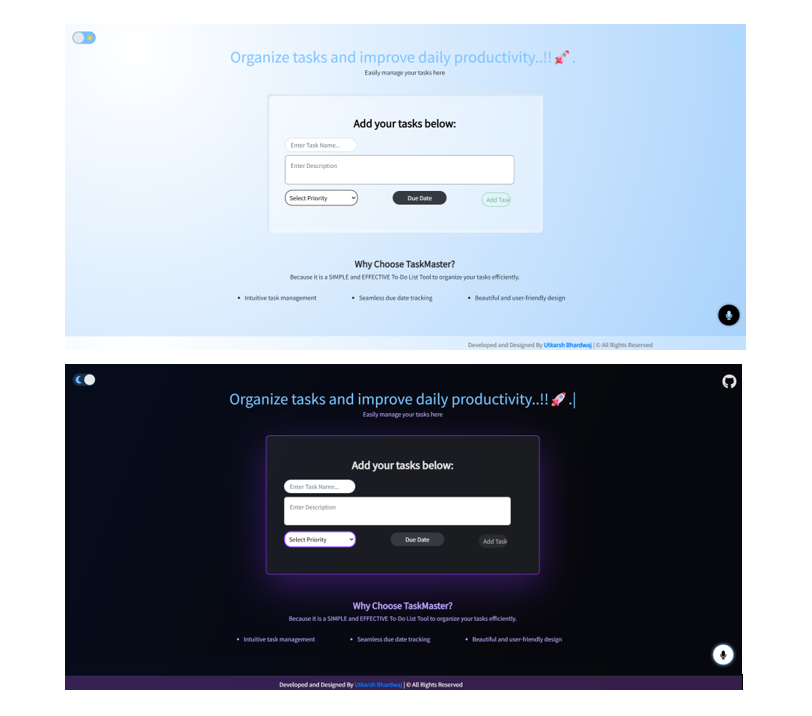 Organize tasks and improve daily productivity..!!🚀.
Easily manage your tasks here
Add your tasks below:
Enter Task Name...
Enter Description
Select Priority Due Date Add Task
Why Choose TaskMaster?
Because it is a SIMPLE and EFFECTIVE To-Do List Tool to organize your tasks efficiently.
• Intuitive task management • Seamless due date tracking • Beautiful and user-friendly design
Developed and Designed By Utkarsh Bhardwaj | © All Rights Reserved
Organize tasks and improve daily productivity..!!🚀.|
Easily manage your tasks here
Add your tasks below:
Enter Task Name...
Enter Description
Select Priority Due Date Add Task
Why Choose TaskMaster?
Because it is a SIMPLE and EFFECTIVE To-Do List Tool to organize your tasks efficiently.
• Intuitive task management • Seamless due date tracking • Beautiful and user-friendly design
Developed and Designed By Utkarsh Bhardwaj | © All Rights Reserved